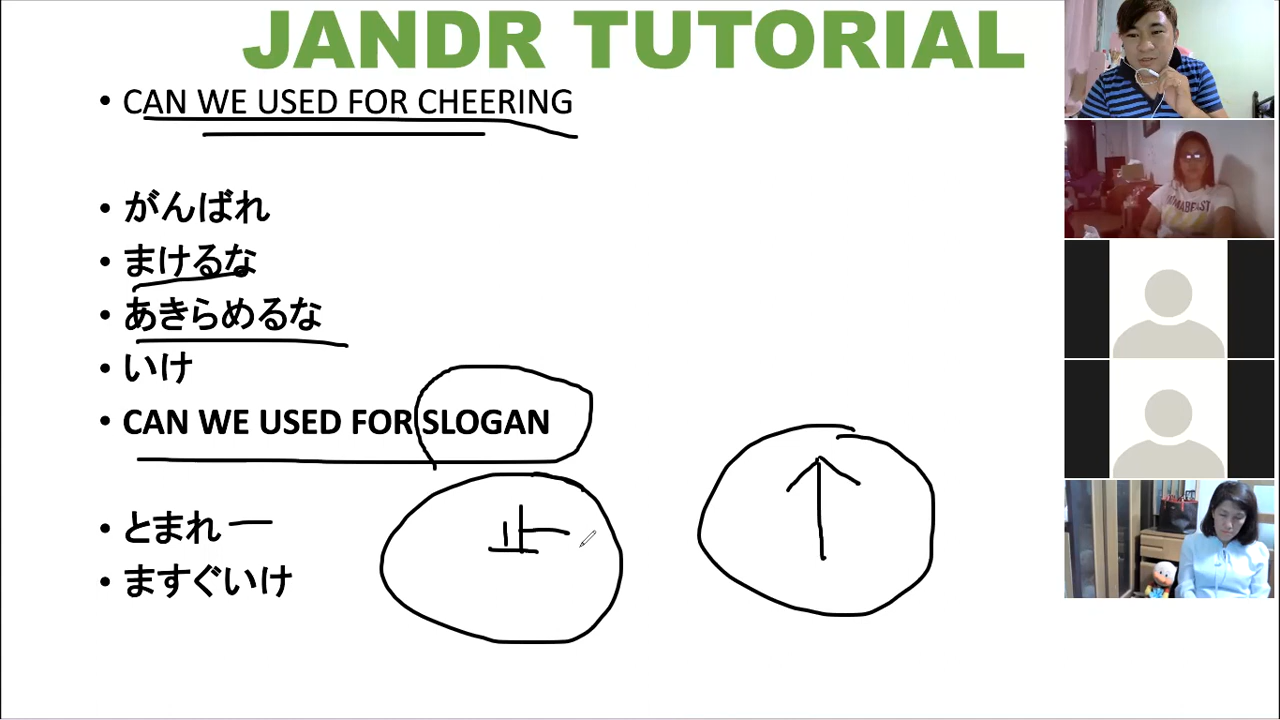 JANDR TUTORIAL
• CAN WE USED FOR CHEERING
• がんばれ
• まけるな
• あきらめるな
• いけ
• CAN WE USED FOR SLOGAN
• とまれ
• ますぐいけ
止